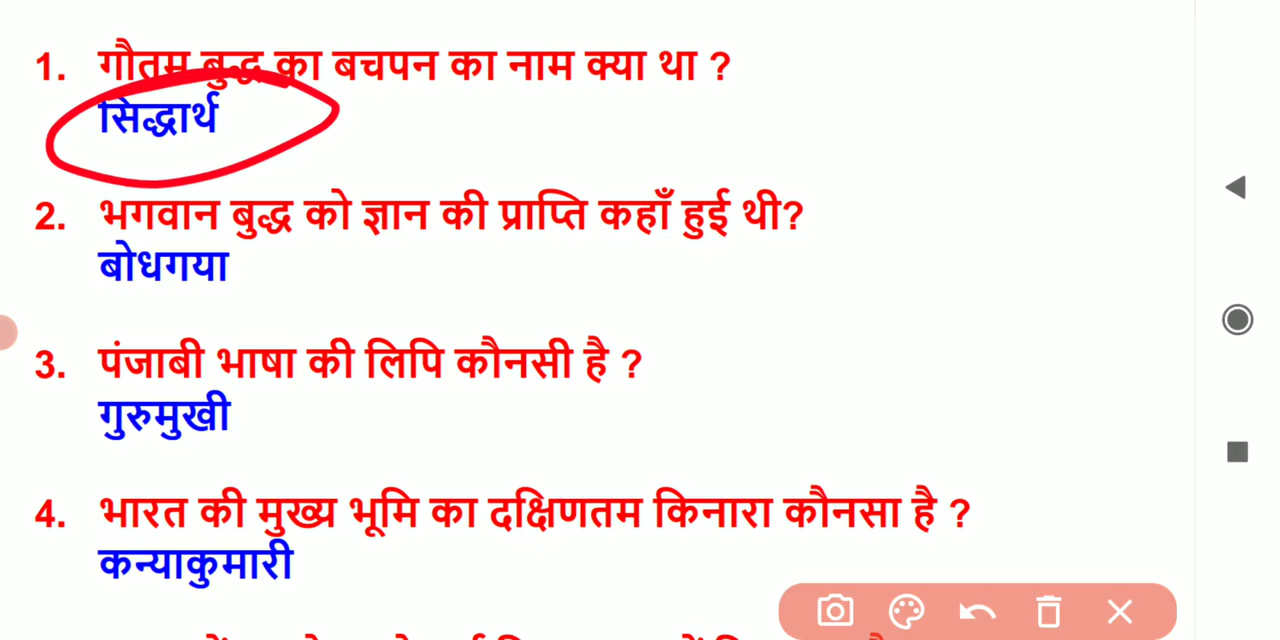 1. गौतम बुद्ध का बचपन का नाम क्या था ?
सिद्धार्थ
2. भगवान बुद्ध को ज्ञान की प्राप्ति कहाँ हुई थी?
बोधगया
3. पंजाबी भाषा की लिपि कौनसी है ?
गुरुमुखी
4. भारत की मुख्य भूमि का दक्षिणतम किनारा कौनसा है ?
कन्याकुमारी